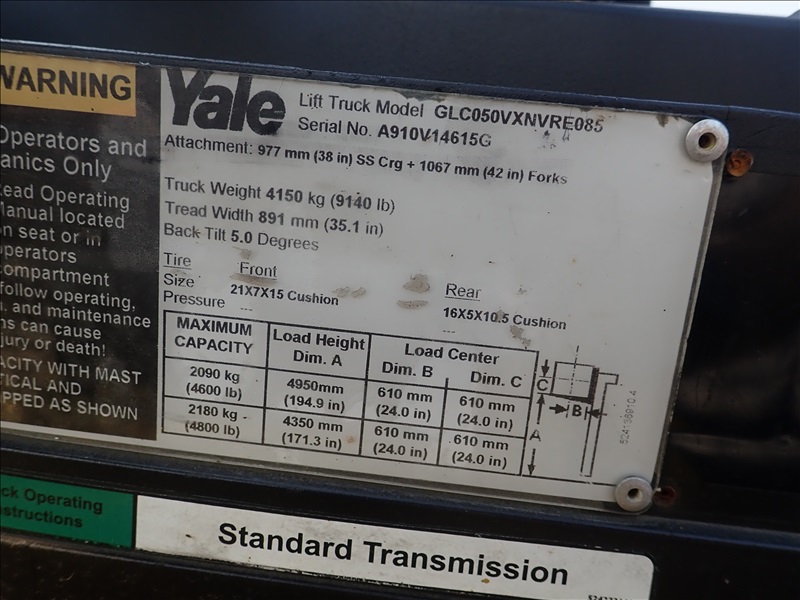 WARNING
Operators and
anics Only
ead Operating
Manual located
on seat or in
operators
compartment
follow operating,
and maintenance
ns can cause
jury or death!
ACITY WITH MAST
TICAL AND
PPED AS SHOWN
Yale
Lift Truck Model GLC050VXNVRE085
Serial No. A910V14615G
Attachment: 977 mm (38 in) SS Crg + 1067 mm (42 in) Forks
Truck Weight 4150 kg (9140 lb)
Tread Width 891 mm (35.1 in)
Back Tilt 5.0 Degrees
Tire Front Rear
Size 21X7X15 Cushion 16X5X10.5 Cushion
Pressure --- ---
MAXIMUM CAPACITY Load Height Dim. A Load Center Dim. B Dim. C
2090 kg (4600 lb) 4950mm (194.9 in) 610 mm (24.0 in) 610 mm (24.0 in)
2180 kg (4800 lb) 4350 mm (171.3 in) 610 mm (24.0 in) 610 mm (24.0 in)
C
B
A
ck Operating
structions
Standard Transmission